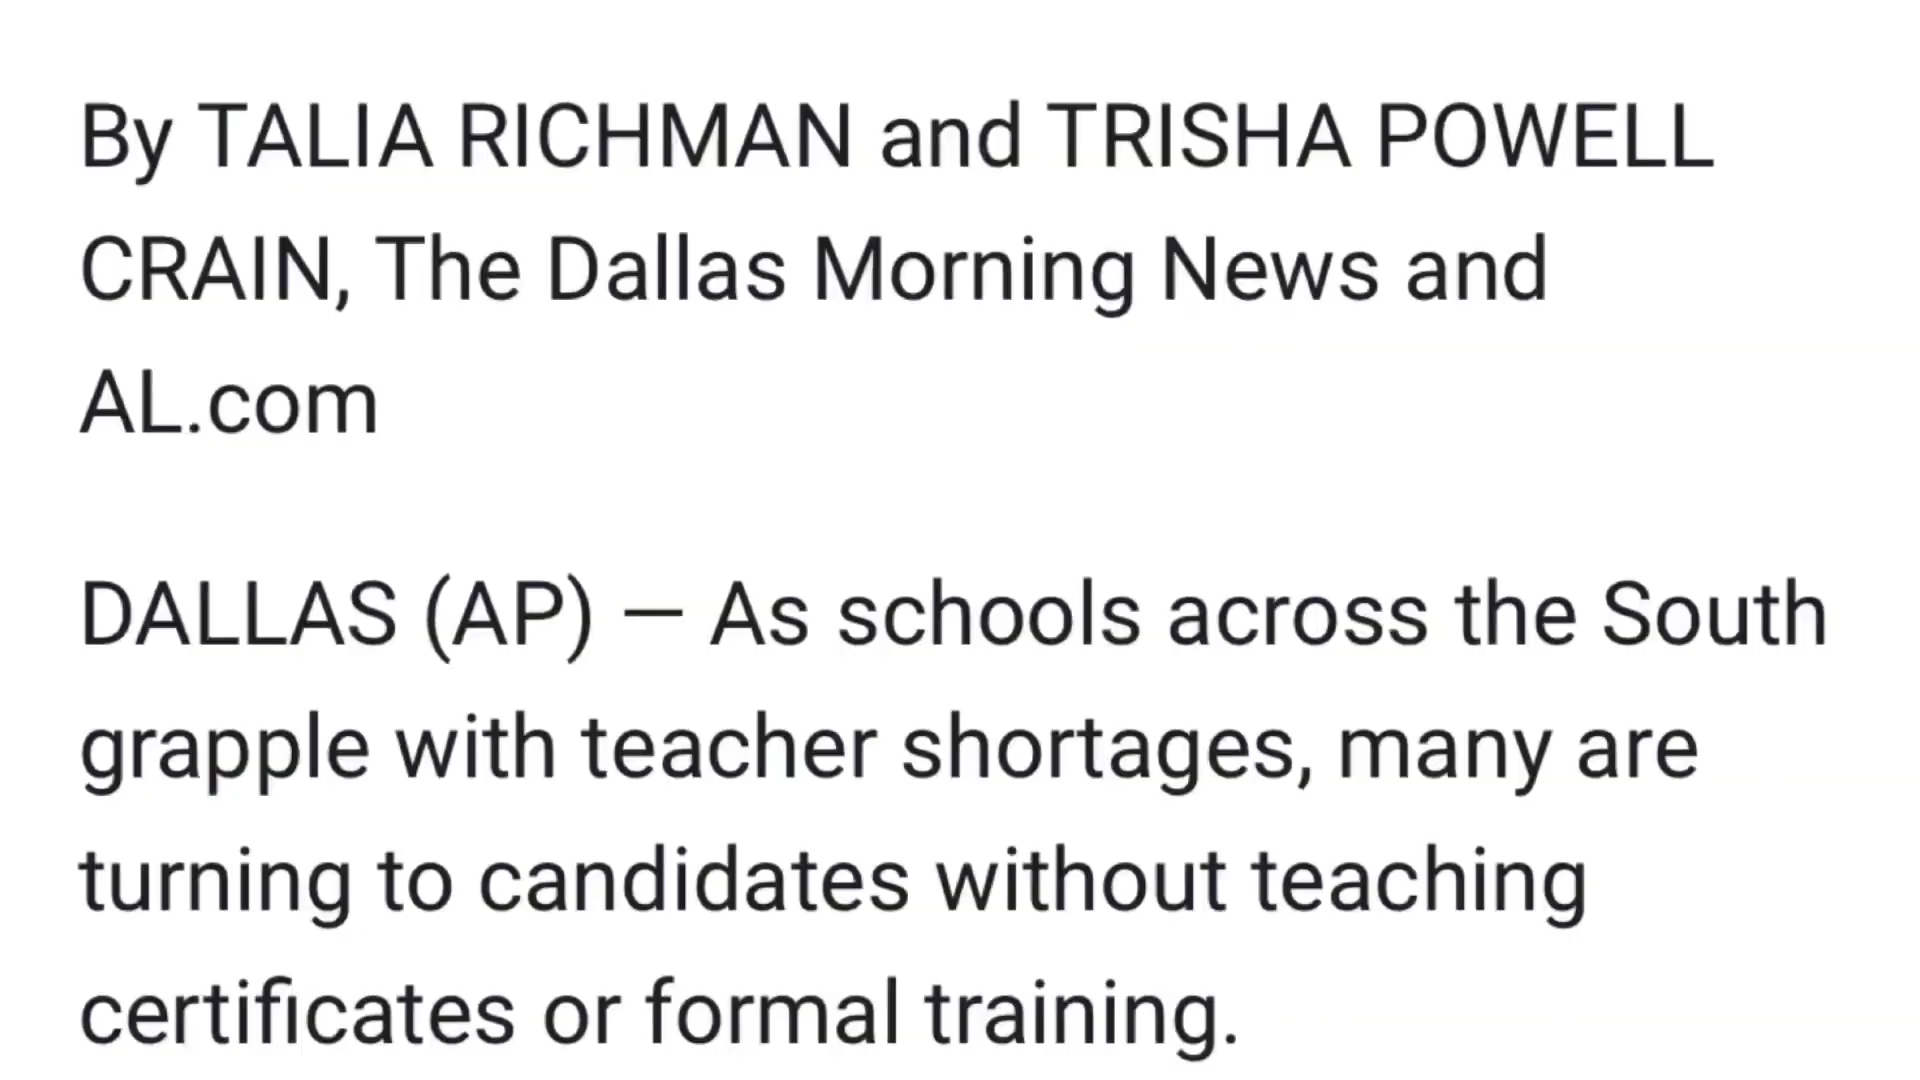 By TALIA RICHMAN and TRISHA POWELL
CRAIN, The Dallas Morning News and
AL.com
DALLAS (AP) — As schools across the South
grapple with teacher shortages, many are
turning to candidates without teaching
certificates or formal training.